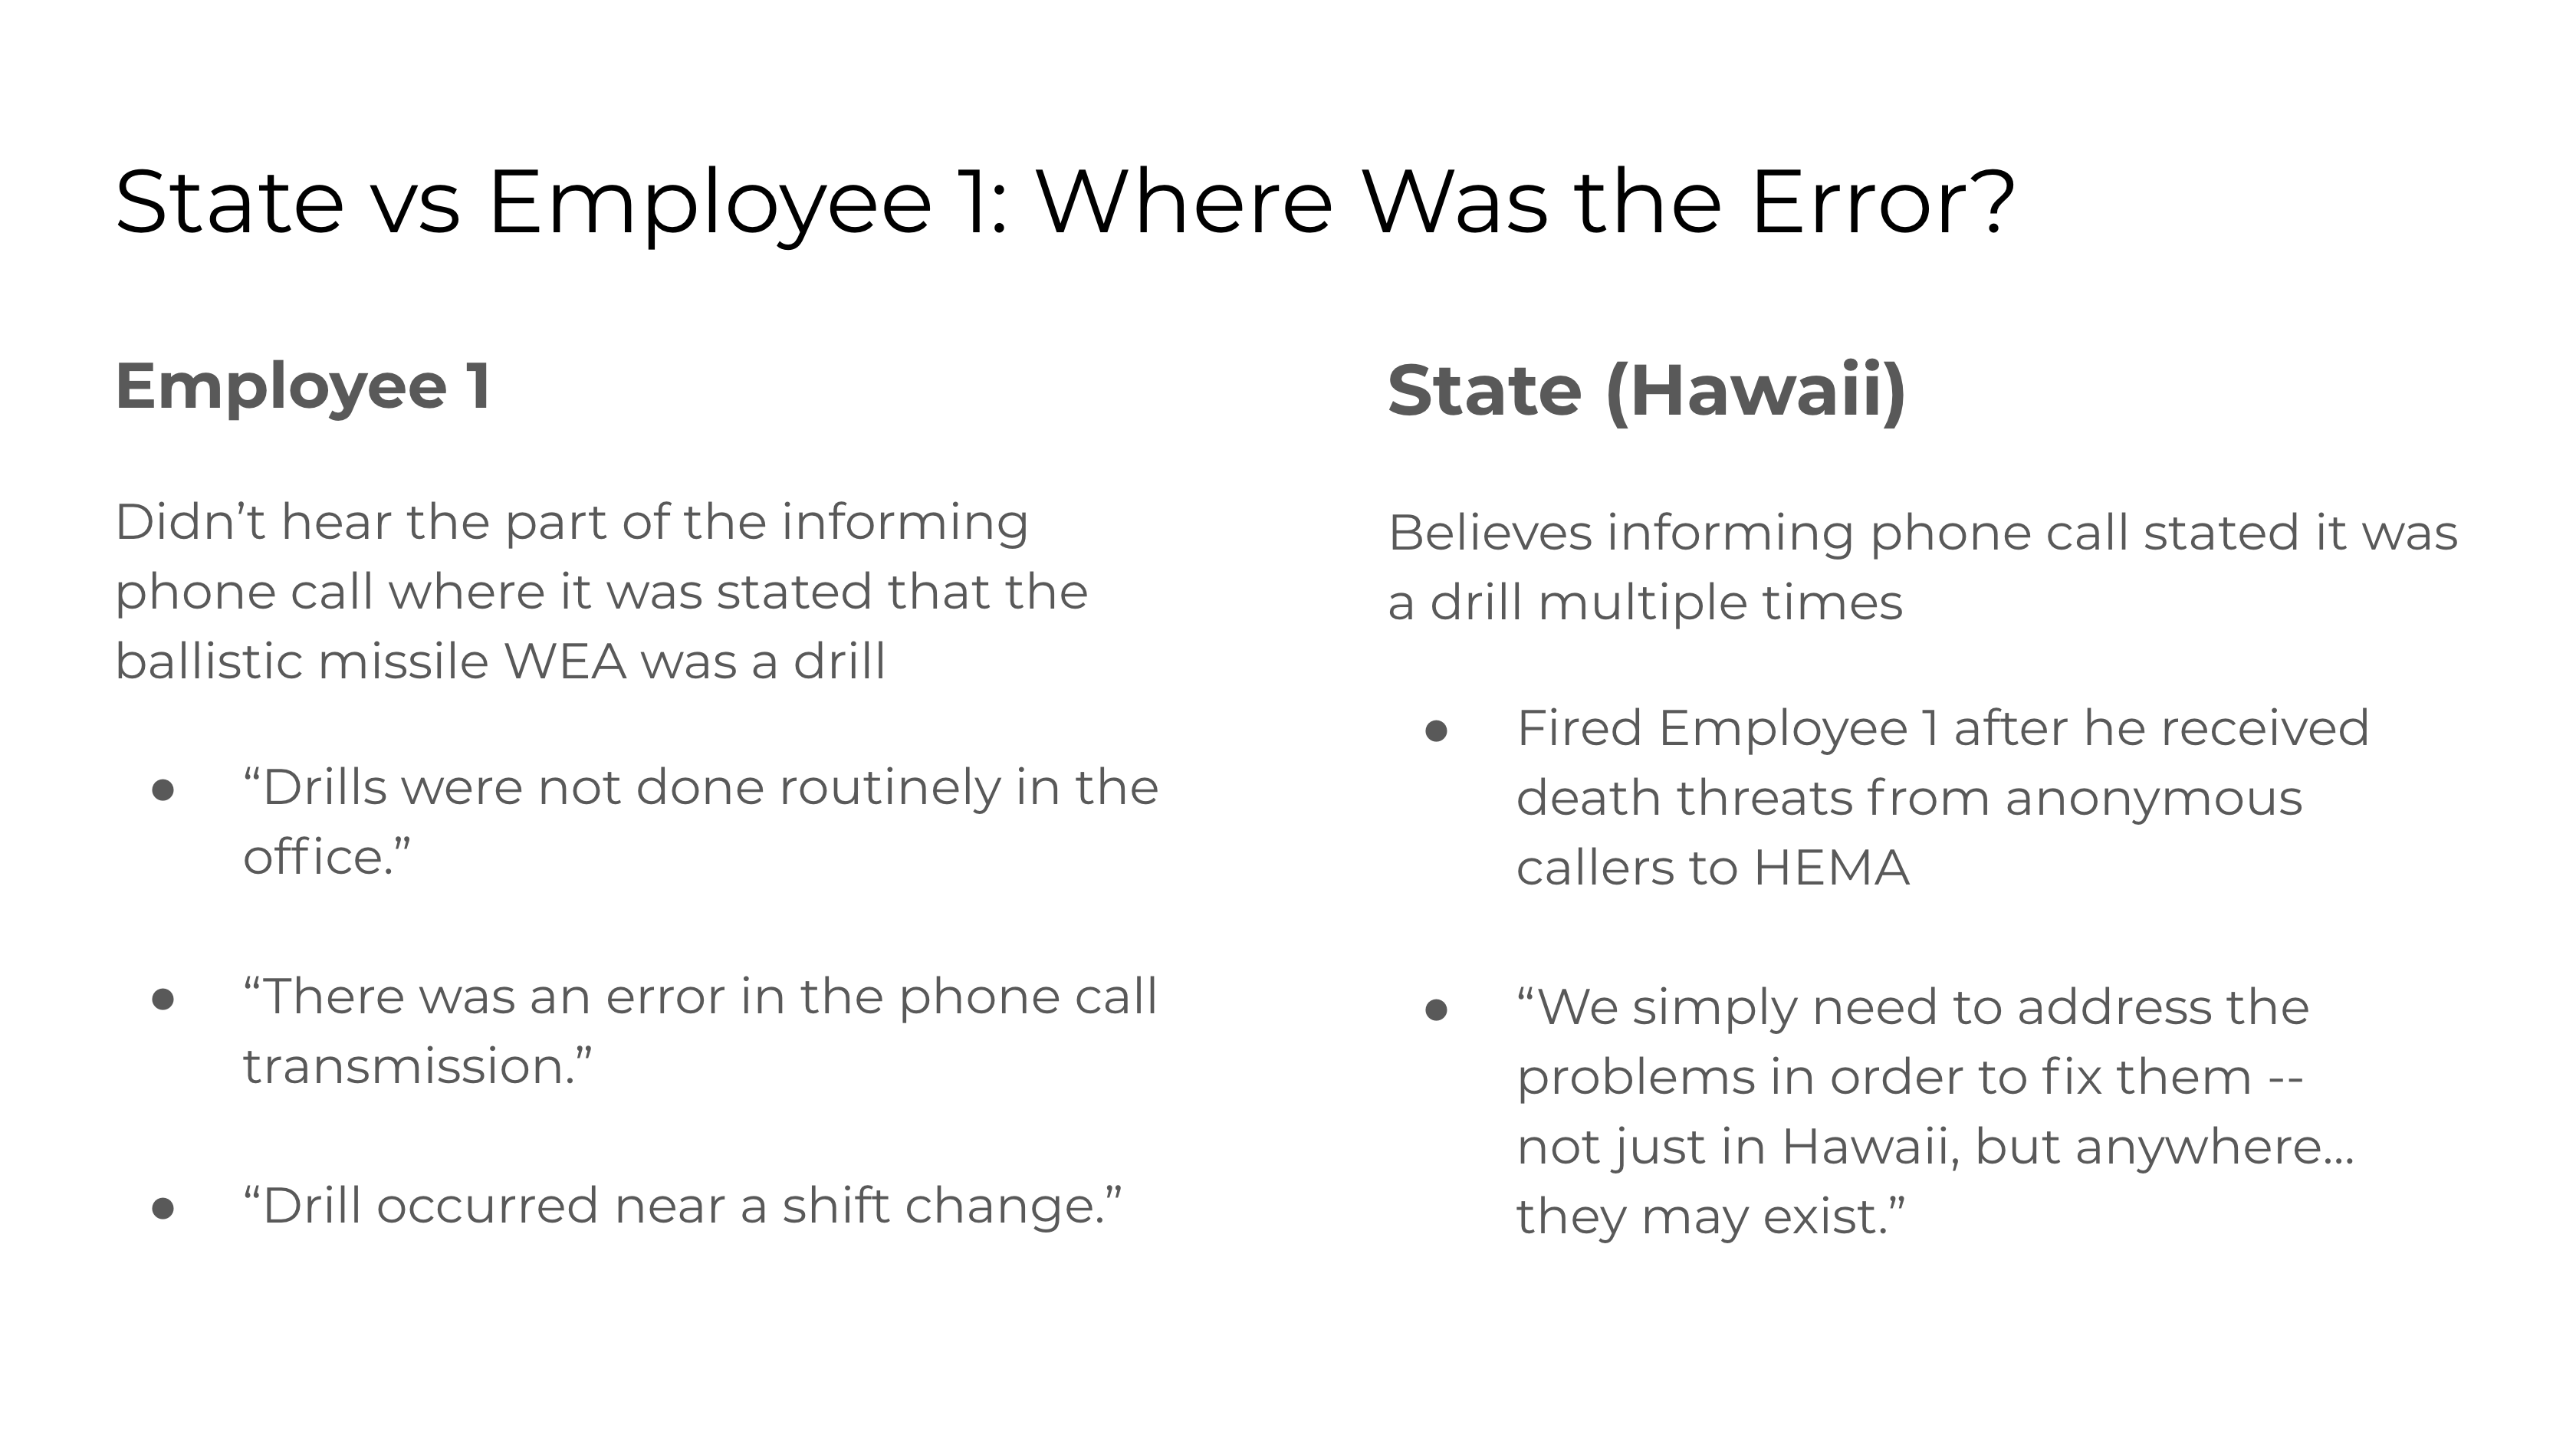 State vs Employee 1: Where Was the Error?
Employee 1
Didn’t hear the part of the informing
phone call where it was stated that the
ballistic missile WEA was a drill
● “Drills were not done routinely in the
office.”
● “There was an error in the phone call
transmission.”
● “Drill occurred near a shift change.”
State (Hawaii)
Believes informing phone call stated it was
a drill multiple times
● Fired Employee 1 after he received
death threats from anonymous
callers to HEMA
● “We simply need to address the
problems in order to fix them --
not just in Hawaii, but anywhere...
they may exist.”